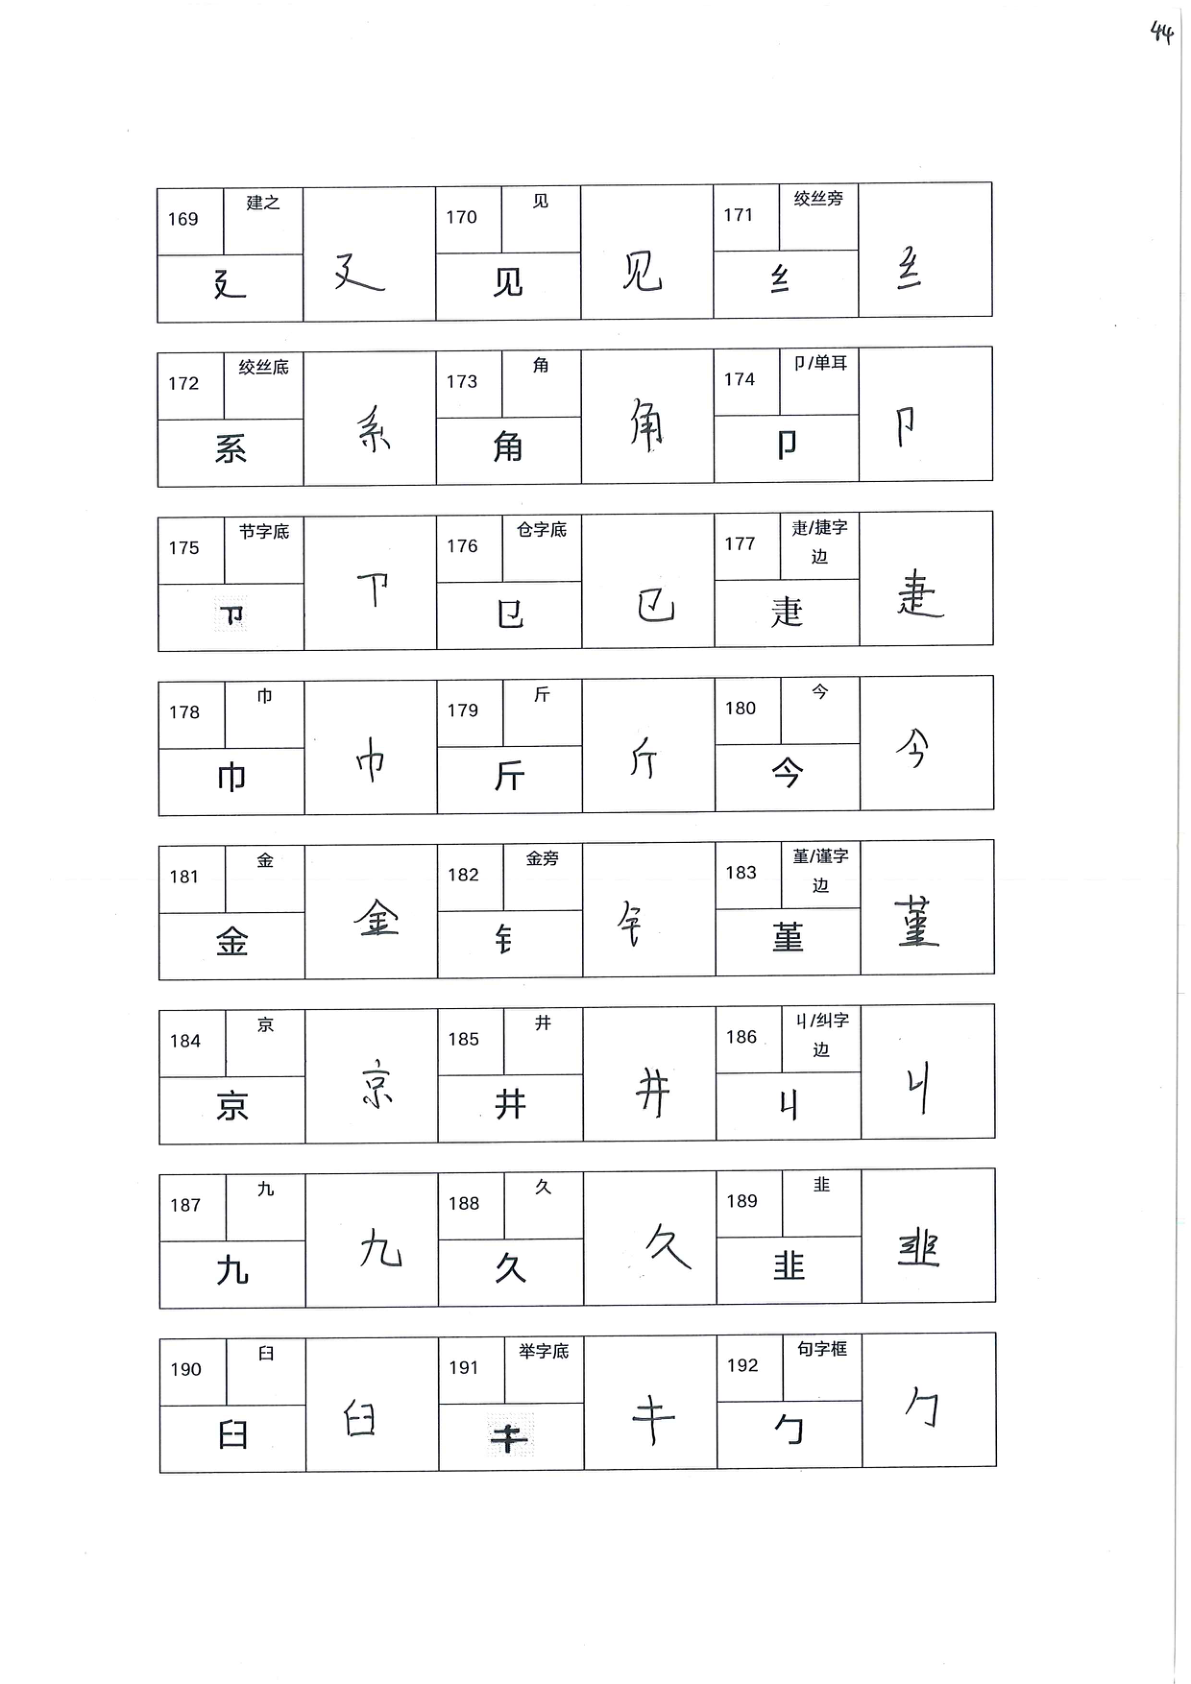 44
169 建之 廴 廴 170 见 见 见 171 绞丝旁 纟 纟
172 绞丝底 系 系 173 角 角 角 174 卩/单耳 卩 卩
175 节字底 卩 卩 176 仓字底 㔾 㔾 177 疌/捷字边 疌 疌
178 巾 巾 巾 179 斤 斤 斤 180 今 今 今
181 金 金 金 182 金旁 钅 钅 183 堇/谨字边 堇 堇
184 京 京 京 185 井 井 井 186 丩/纠字边 丩 丩
187 九 九 九 188 久 久 久 189 韭 韭 韭
190 臼 臼 臼 191 举字底 キ キ 192 句字框 勹 勹